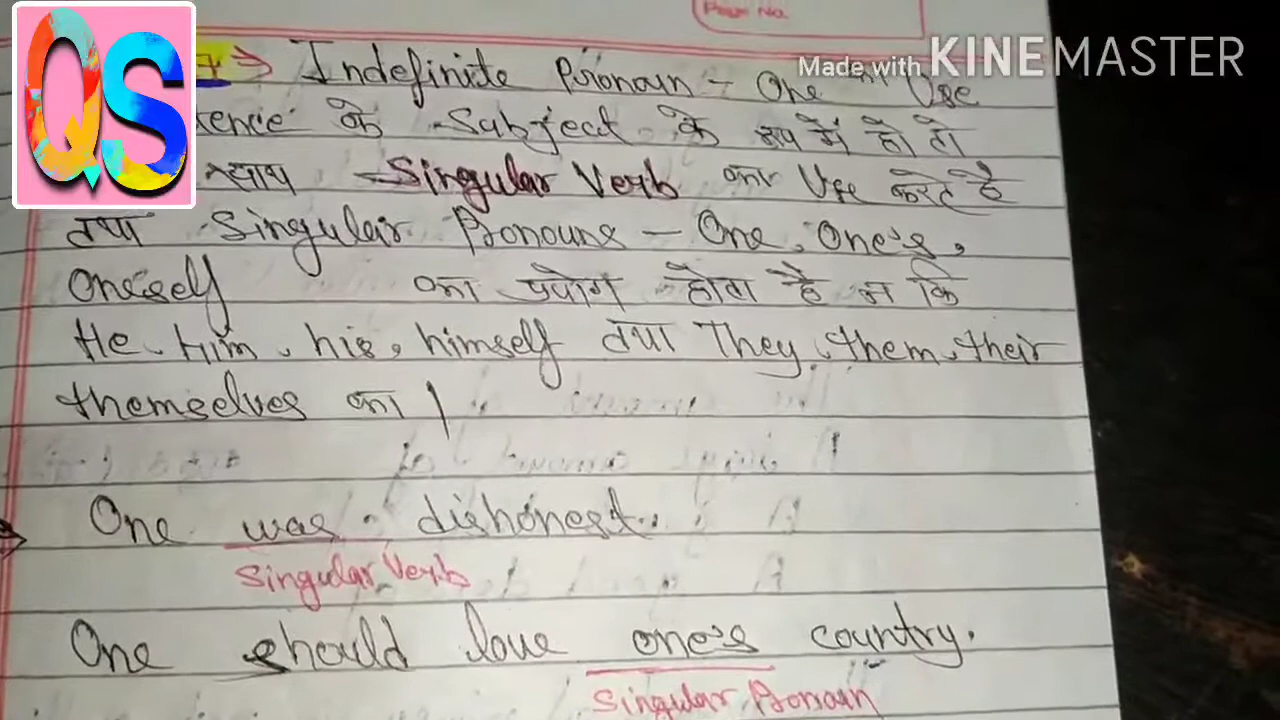 Page No.
Made with KINEMASTER
QS
7 ⇒ Indefinite Pronoun - One का Use
tence के Subject के रूप में हो तो
साथ Singular Verb का Use करते है
तथा Singular Pronouns - One, One's,
Oneself का प्रयोग होता है न कि
He, Him, his, himself तथा They, them, their
themselves का।
One was dishonest.
Singular Verb
One should love one's country.
Singular Pronoun